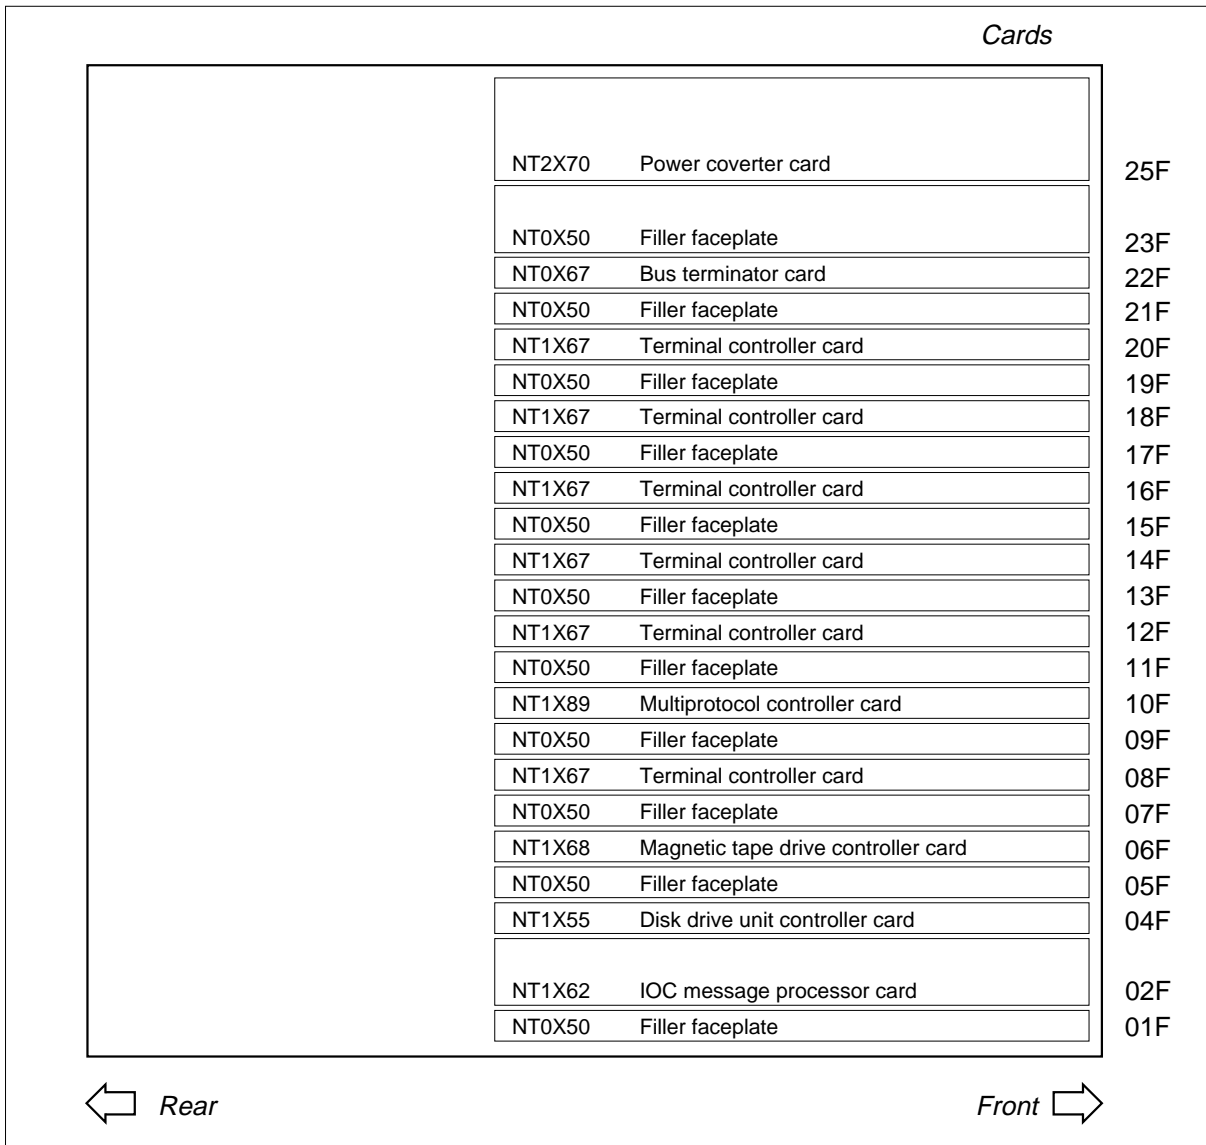 Cards
NT2X70 Power coverter card 25F
NT0X50 Filler faceplate 23F
NT0X67 Bus terminator card 22F
NT0X50 Filler faceplate 21F
NT1X67 Terminal controller card 20F
NT0X50 Filler faceplate 19F
NT1X67 Terminal controller card 18F
NT0X50 Filler faceplate 17F
NT1X67 Terminal controller card 16F
NT0X50 Filler faceplate 15F
NT1X67 Terminal controller card 14F
NT0X50 Filler faceplate 13F
NT1X67 Terminal controller card 12F
NT0X50 Filler faceplate 11F
NT1X89 Multiprotocol controller card 10F
NT0X50 Filler faceplate 09F
NT1X67 Terminal controller card 08F
NT0X50 Filler faceplate 07F
NT1X68 Magnetic tape drive controller card 06F
NT0X50 Filler faceplate 05F
NT1X55 Disk drive unit controller card 04F
NT1X62 IOC message processor card 02F
NT0X50 Filler faceplate 01F
Rear Front